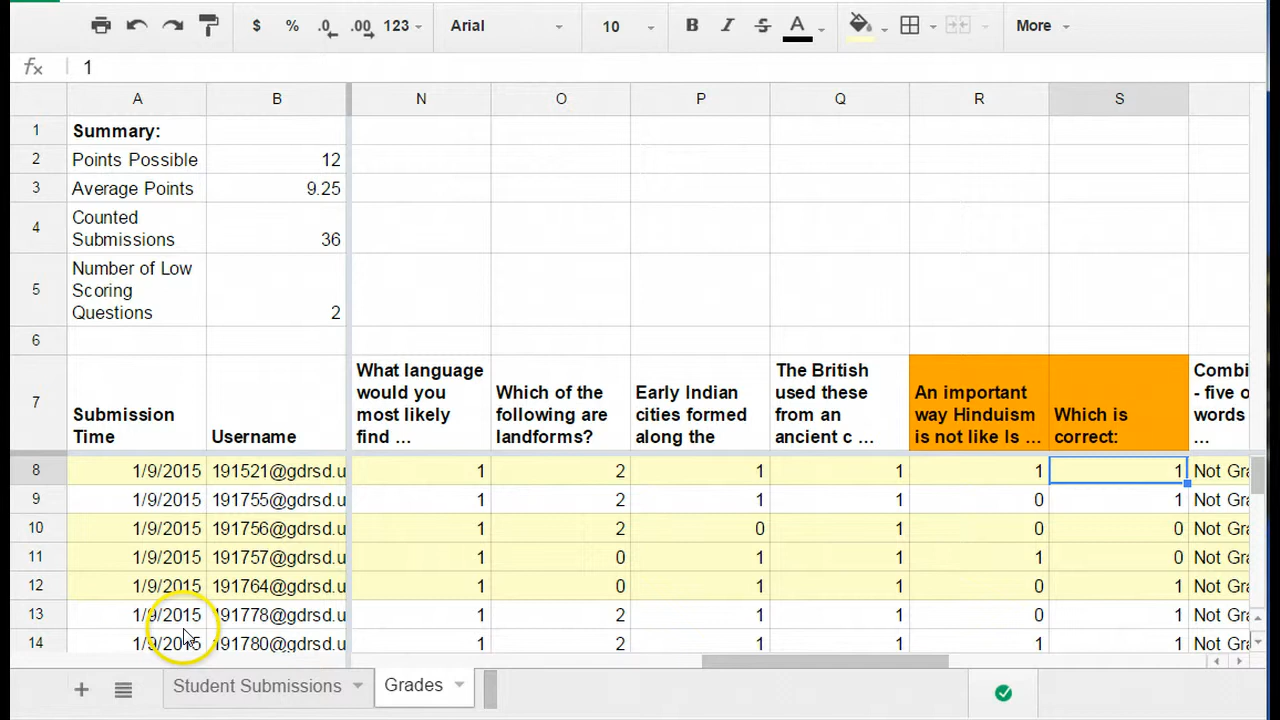 $ % .0 .00 123 Arial 10 B I S A More
fx 1
A B N O P Q R S
1 Summary:
2 Points Possible 12
3 Average Points 9.25
4 Counted Submissions 36
5 Number of Low Scoring Questions 2
6
7 Submission Time Username What language would you most likely find ... Which of the following are landforms? Early Indian cities formed along the The British used these from an ancient c ... An important way Hinduism is not like Is ... Which is correct: Combi - five o words ...
8 1/9/2015 191521@gdrsd.u 1 2 1 1 1 1 Not Gra
9 1/9/2015 191755@gdrsd.u 1 2 1 1 0 1 Not Gra
10 1/9/2015 191756@gdrsd.u 1 2 0 1 0 0 Not Gra
11 1/9/2015 191757@gdrsd.u 1 0 1 1 1 0 Not Gra
12 1/9/2015 191764@gdrsd.u 1 0 1 1 0 1 Not Gra
13 1/9/2015 191778@gdrsd.u 1 2 1 1 0 1 Not Gra
14 1/9/2015 191780@gdrsd.u 1 2 1 1 1 1 Not Gra
+ Student Submissions Grades